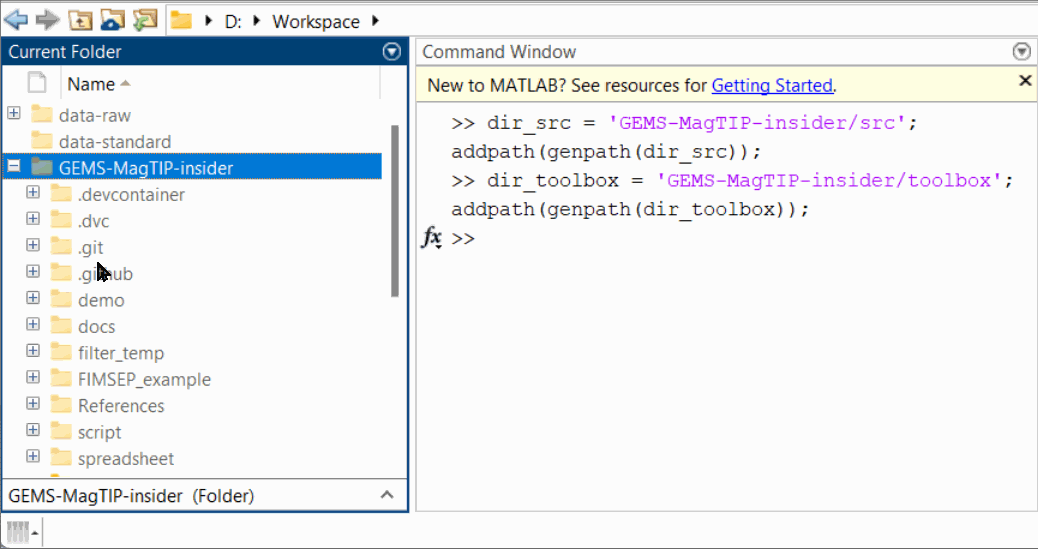 D: Workspace
Current Folder
Name
data-raw
data-standard
GEMS-MagTIP-insider
.devcontainer
.dvc
.git
.github
demo
docs
filter_temp
FIMSEP_example
References
script
spreadsheet
GEMS-MagTIP-insider (Folder)
Command Window
New to MATLAB? See resources for Getting Started.
>> dir_src = 'GEMS-MagTIP-insider/src';
addpath(genpath(dir_src));
>> dir_toolbox = 'GEMS-MagTIP-insider/toolbox';
addpath(genpath(dir_toolbox));
fx >>